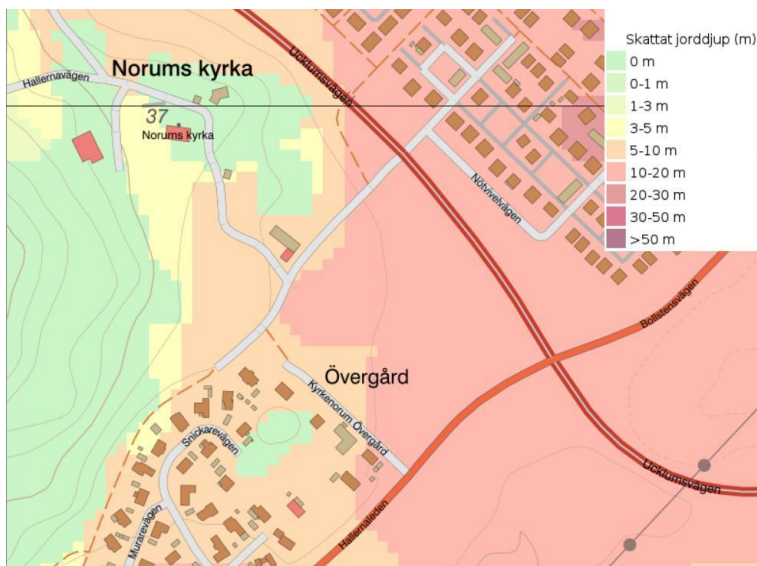 Norums kyrka
Hallernavägen
37
Norums kyrka
Ucklumsvägen
Nötvivelvägen
Skattat jorddjup (m)
0 m
0-1 m
1-3 m
3-5 m
5-10 m
10-20 m
20-30 m
30-50 m
>50 m
Bollstensvägen
Övergård
Kyrkenorum Övergård
Snickarevägen
Ucklumsvägen
Hallernaleden
Murarevägen